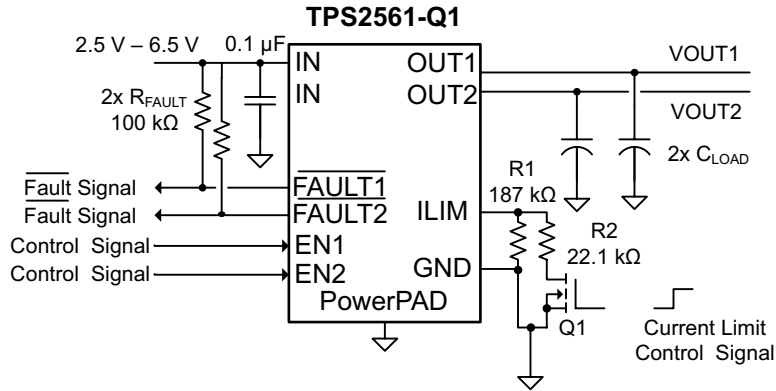 TPS2561-Q1
2.5 V – 6.5 V
0.1 µF
IN
IN
OUT1
OUT2
VOUT1
VOUT2
2x RFAULT
100 kΩ
2x CLOAD
R1
187 kΩ
Fault Signal
FAULT1
Fault Signal
FAULT2
ILIM
R2
22.1 kΩ
Control Signal
EN1
Control Signal
EN2
GND
PowerPAD
Q1
Current Limit
Control Signal